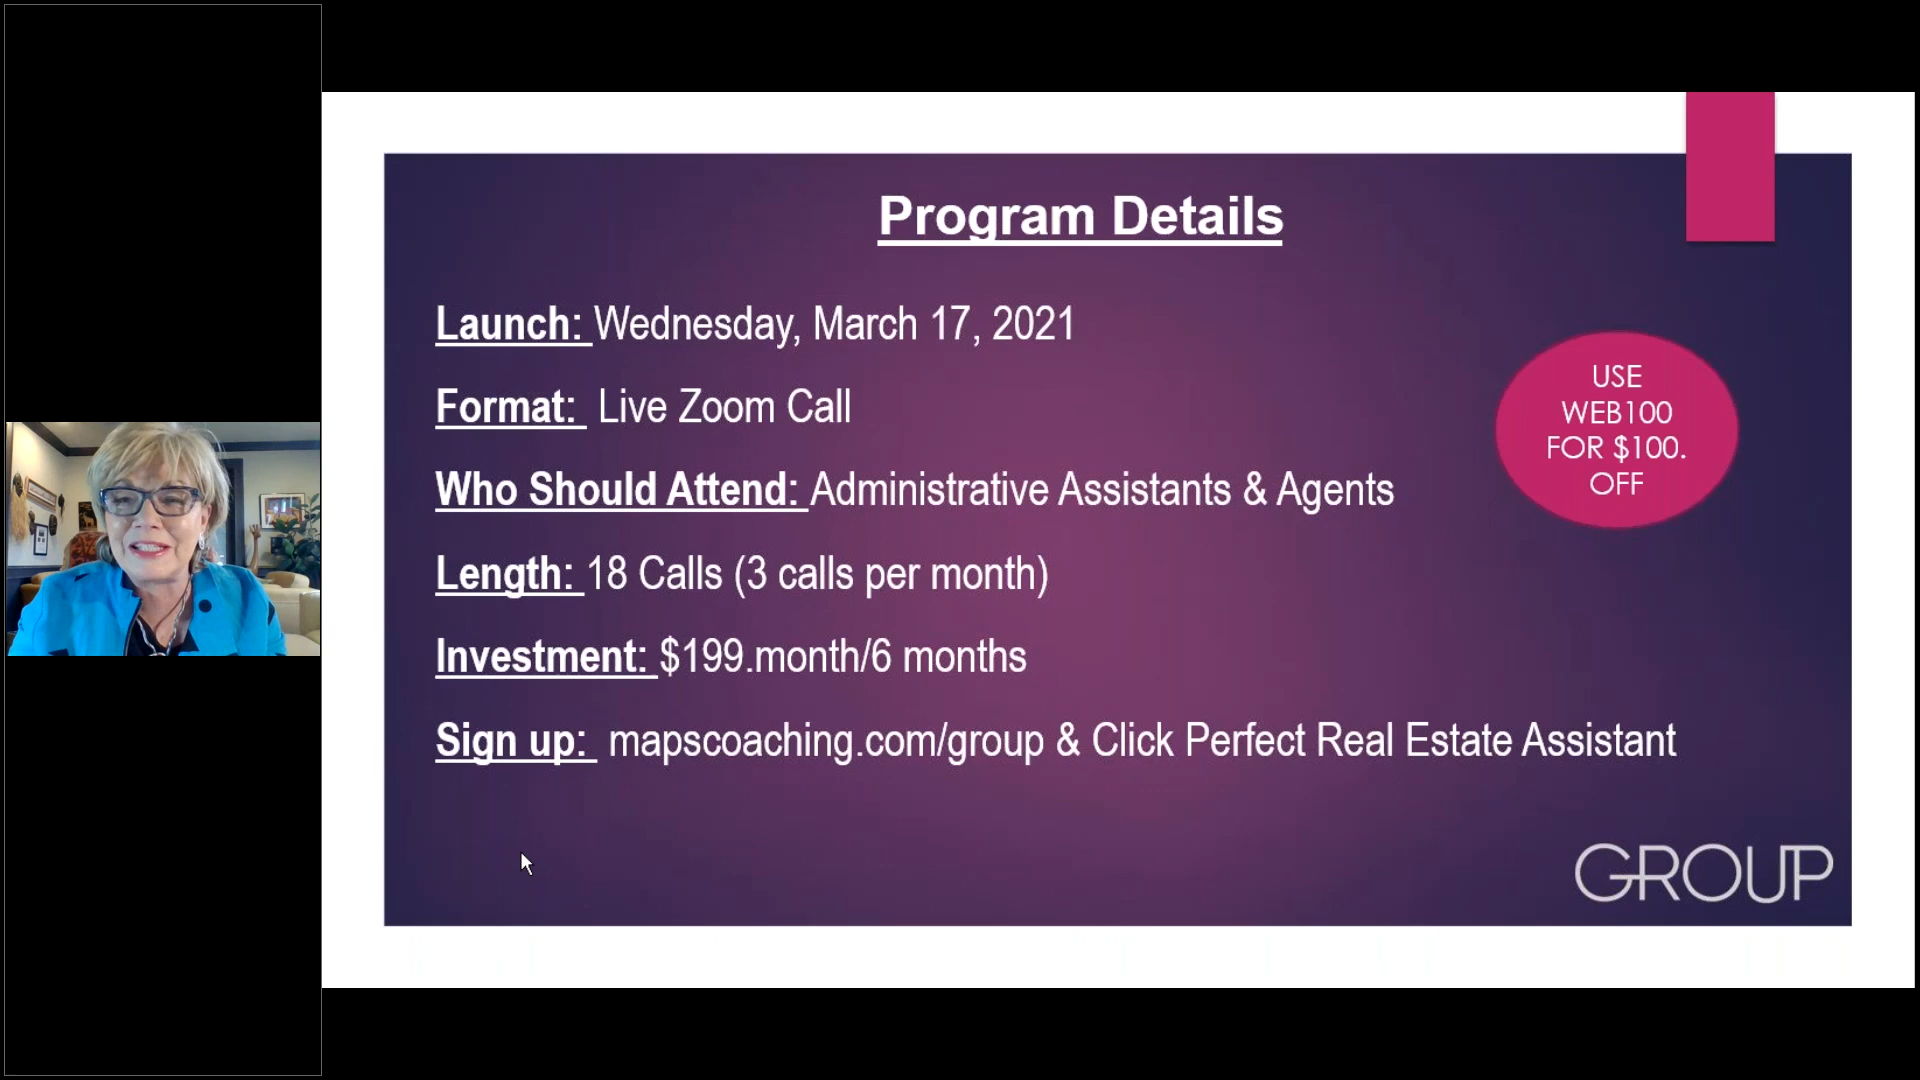 Program Details
Launch: Wednesday, March 17, 2021
Format: Live Zoom Call
Who Should Attend: Administrative Assistants & Agents
Length: 18 Calls (3 calls per month)
Investment: $199.month/6 months
Sign up: mapscoaching.com/group & Click Perfect Real Estate Assistant
USE
WEB100
FOR $100.
OFF
GROUP